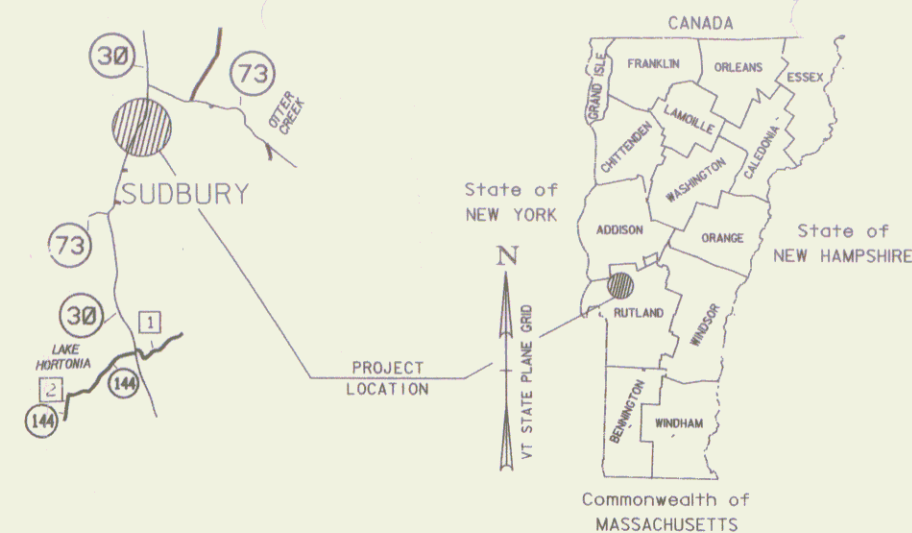 30
73
OTTER
CREEK
SUDBURY
73
30
1
LAKE
HORTONIA
2
144
144
PROJECT
LOCATION
N
VT STATE PLANE GRID
CANADA
FRANKLIN
ORLEANS
ESSEX
GRAND ISLE
LAMOILLE
CHITTENDEN
CALEDONIA
WASHINGTON
State of
NEW YORK
ADDISON
ORANGE
State of
NEW HAMPSHIRE
RUTLAND
WINDSOR
BENNINGTON
WINDHAM
Commonwealth of
MASSACHUSETTS